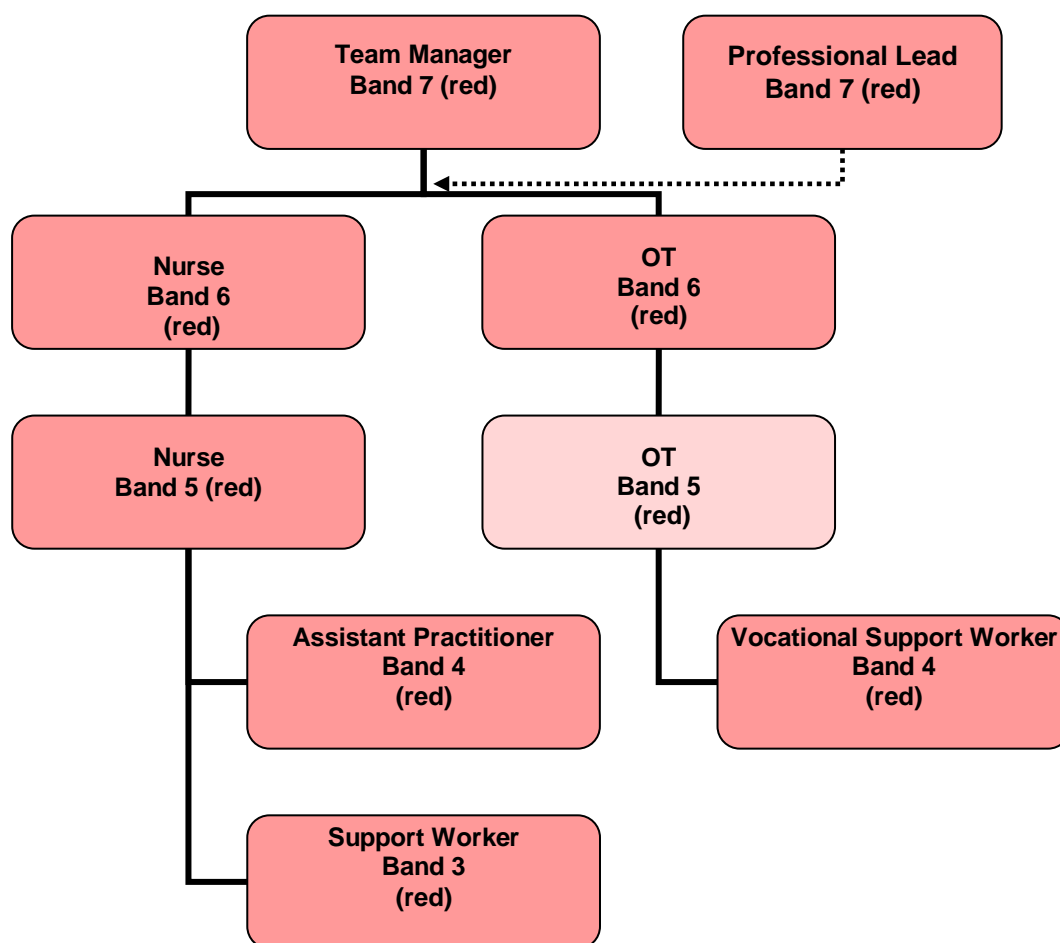 Team Manager
Band 7 (red)
Professional Lead
Band 7 (red)
Nurse
Band 6
(red)
OT
Band 6
(red)
Nurse
Band 5 (red)
OT
Band 5
(red)
Assistant Practitioner
Band 4
(red)
Vocational Support Worker
Band 4
(red)
Support Worker
Band 3
(red)